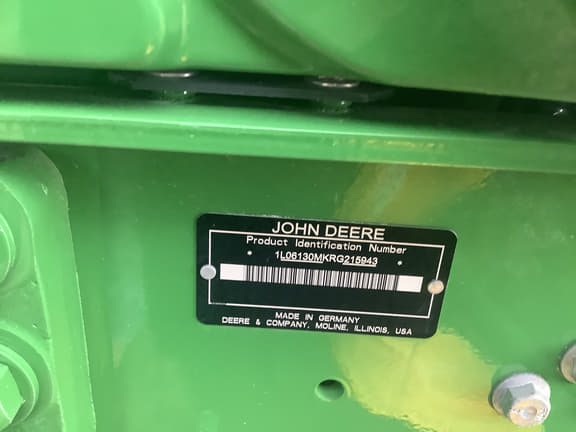 JOHN DEERE
Product Identification Number
* 1L06130MKRG215943 *
MADE IN GERMANY
DEERE & COMPANY, MOLINE, ILLINOIS, USA